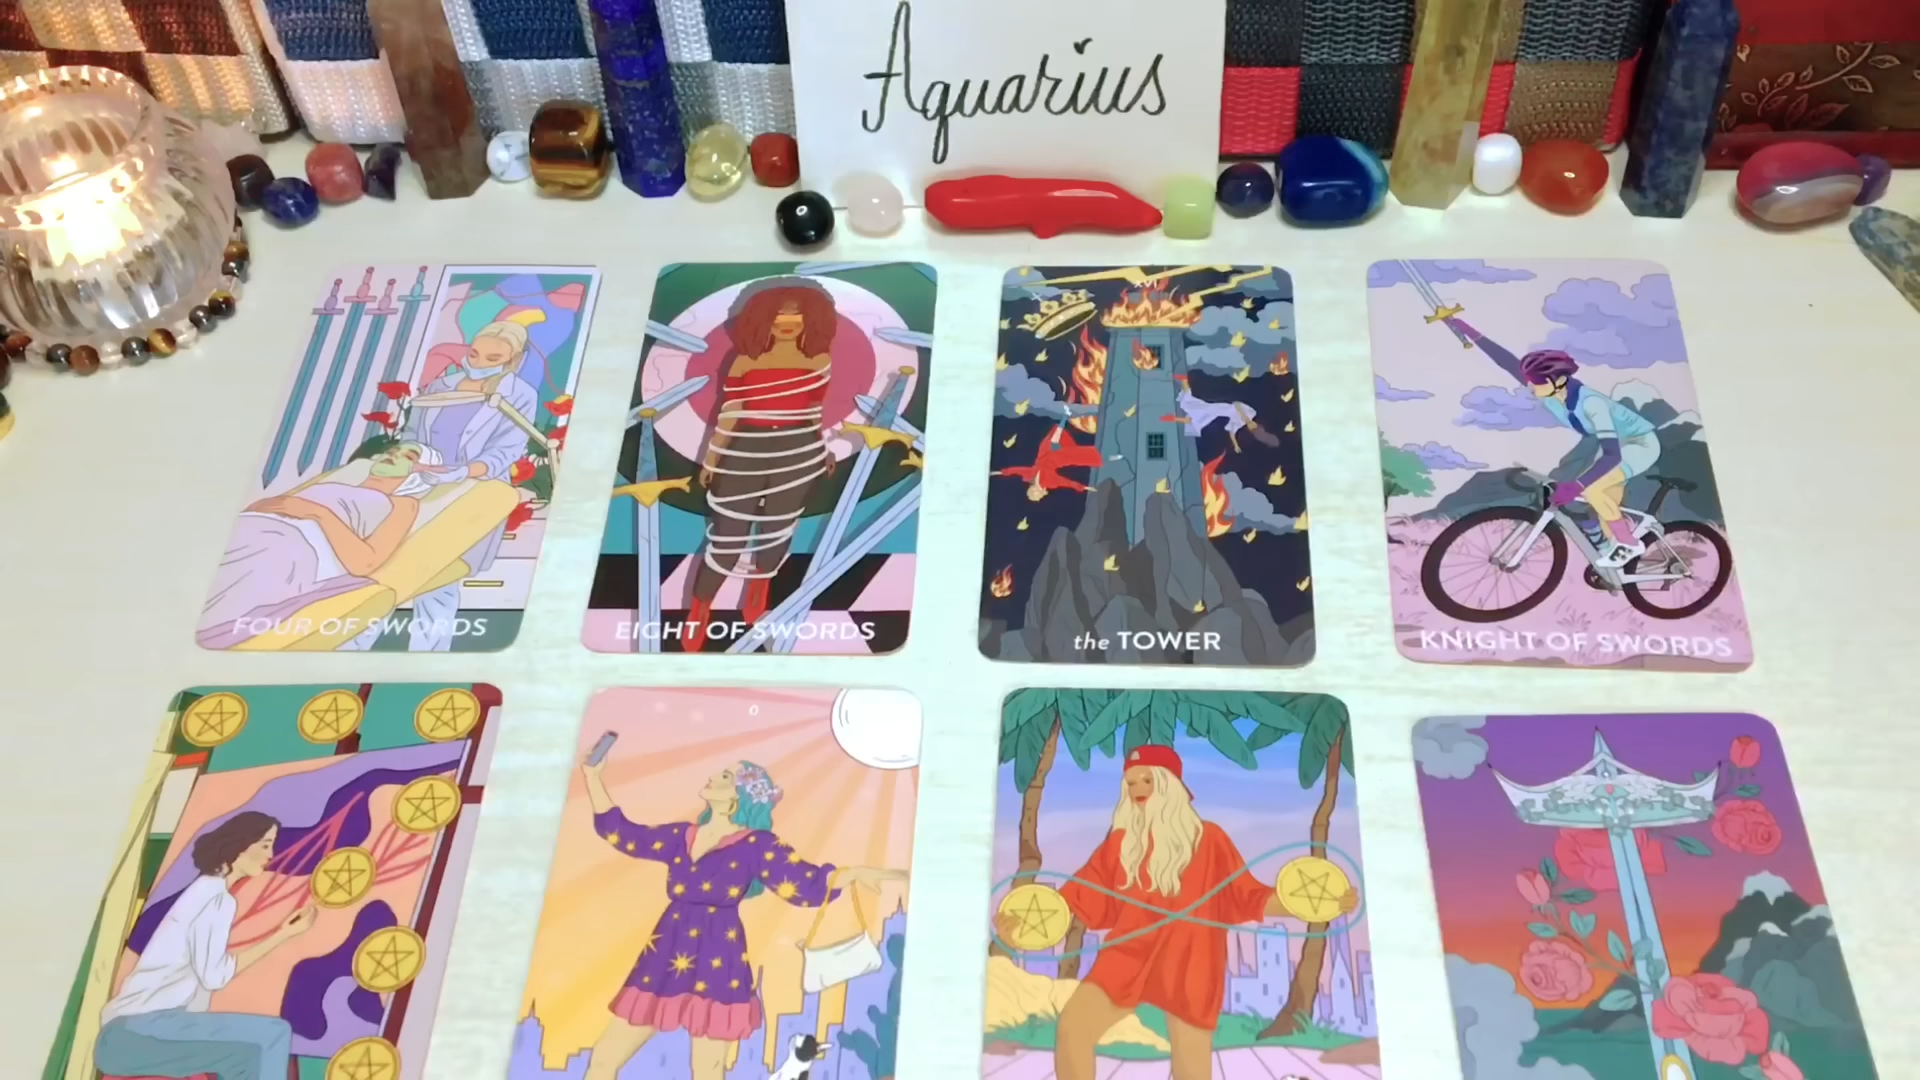 Aquarius
FOUR OF SWORDS
EIGHT OF SWORDS
XVI
the TOWER
KNIGHT OF SWORDS
0